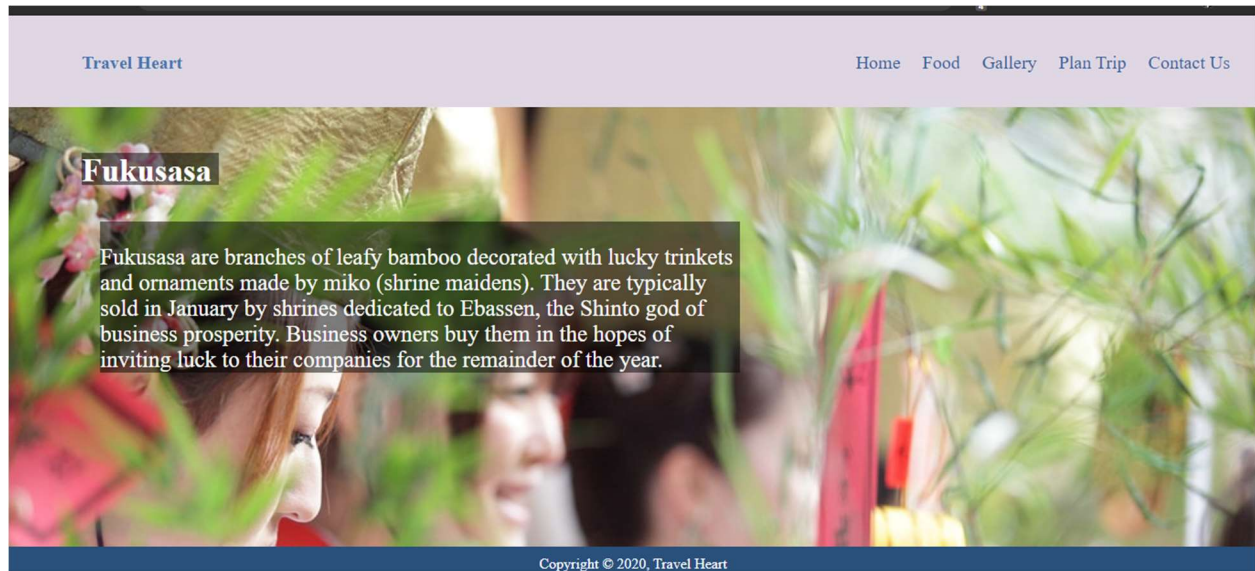 Travel Heart
Home Food Gallery Plan Trip Contact Us
Fukusasa
Fukusasa are branches of leafy bamboo decorated with lucky trinkets
and ornaments made by miko (shrine maidens). They are typically
sold in January by shrines dedicated to Ebassen, the Shinto god of
business prosperity. Business owners buy them in the hopes of
inviting luck to their companies for the remainder of the year.
Copyright © 2020, Travel Heart